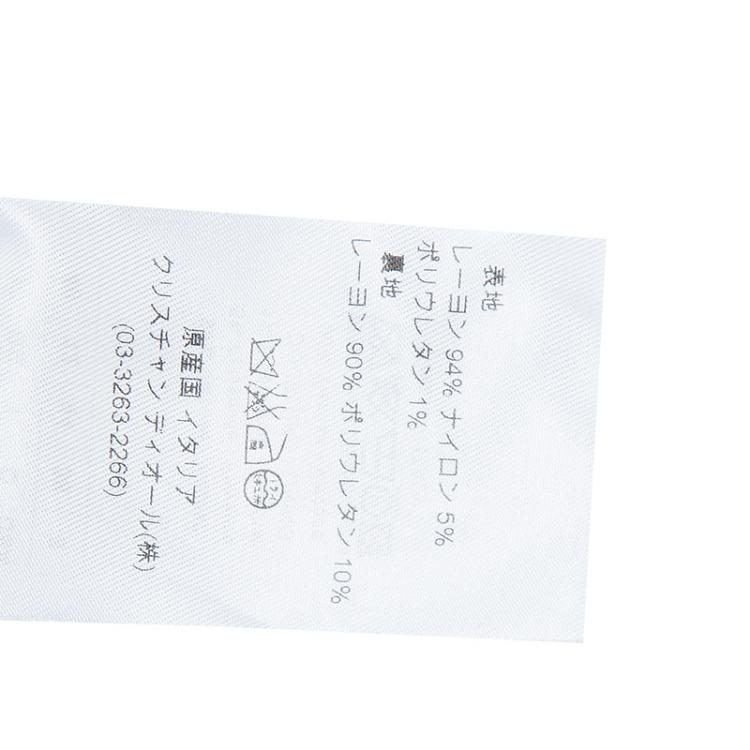 表地
レーヨン 94% ナイロン 5%
ポリウレタン 1%
裏地
レーヨン 90% ポリウレタン 10%
原産国 イタリア
クリスチャン ディオール(株)
(03-3263-2266)